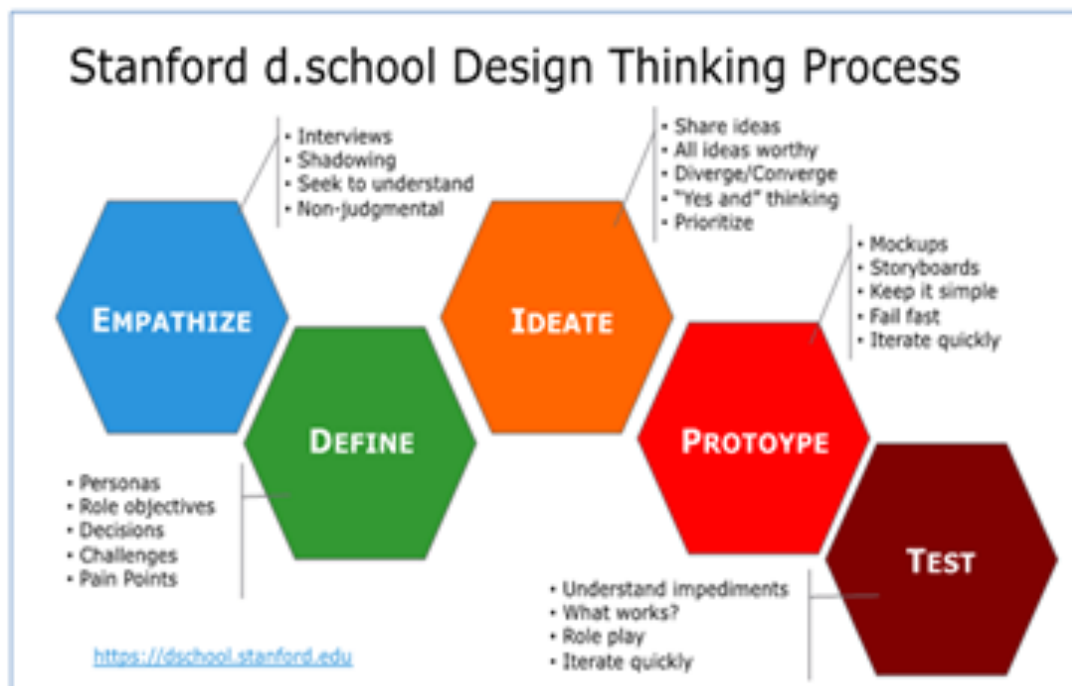 Stanford d.school Design Thinking Process
EMPATHIZE
• Interviews
• Shadowing
• Seek to understand
• Non-judgmental
DEFINE
• Personas
• Role objectives
• Decisions
• Challenges
• Pain Points
IDEATE
• Share ideas
• All ideas worthy
• Diverge/Converge
• "Yes and" thinking
• Prioritize
PROTOYPE
• Mockups
• Storyboards
• Keep it simple
• Fail fast
• Iterate quickly
TEST
• Understand impediments
• What works?
• Role play
• Iterate quickly
https://dschool.stanford.edu